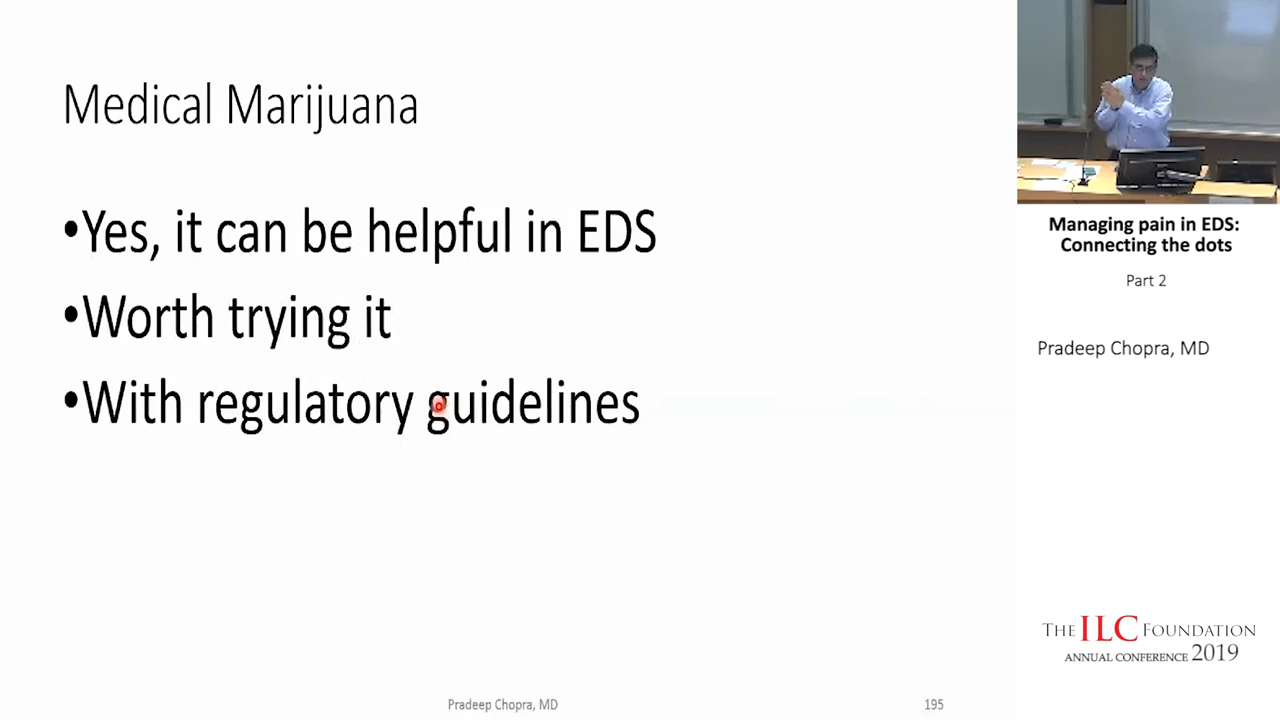 Medical Marijuana
•Yes, it can be helpful in EDS
•Worth trying it
•With regulatory guidelines
Pradeep Chopra, MD
195
Managing pain in EDS:
Connecting the dots
Part 2
Pradeep Chopra, MD
THE ILC FOUNDATION
ANNUAL CONFERENCE 2019